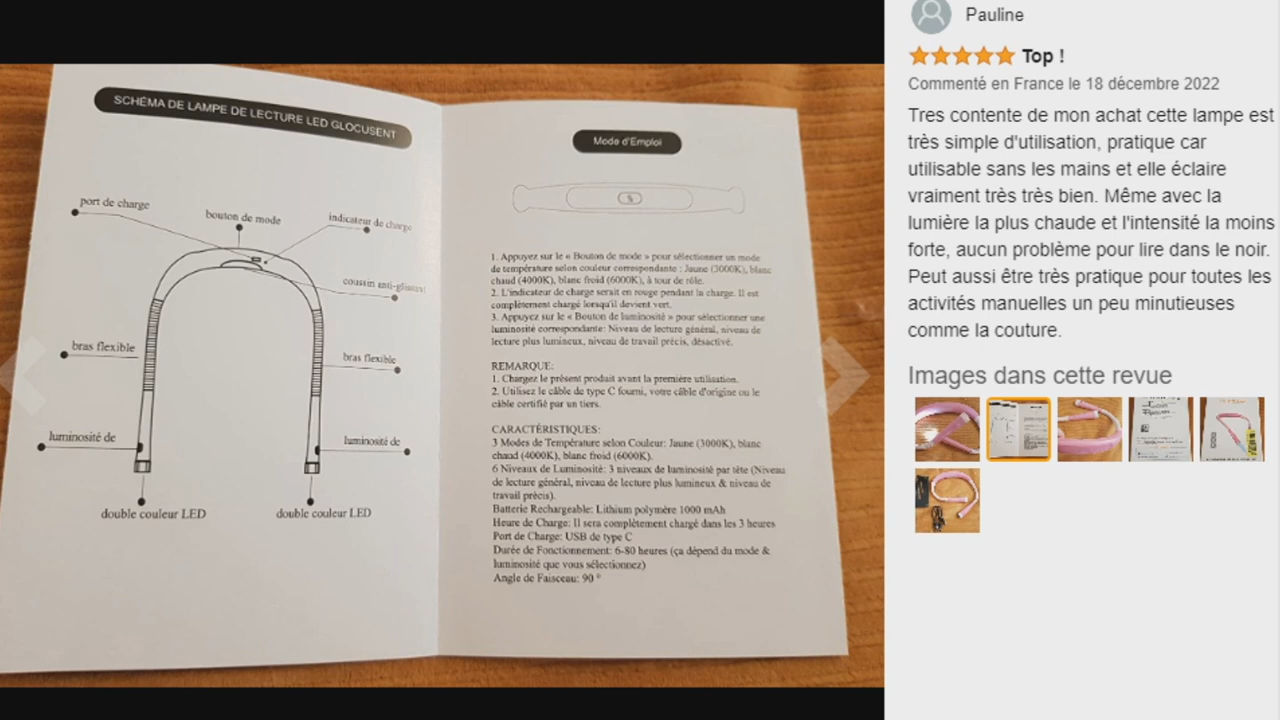 SCHÉMA DE LAMPE DE LECTURE LED GLOCUSENT
port de charge
bouton de mode
indicateur de charge
coussin anti-glissant
bras flexible
bras flexible
luminosité de
luminosité de
double couleur LED
double couleur LED
Mode d'Emploi
1. Appuyez sur le « Bouton de mode » pour sélectionner un mode
de température selon couleur correspondante : Jaune (3000K), blanc
chaud (4000K), blanc froid (6000K), à tour de rôle.
2. L'indicateur de charge serait en rouge pendant la charge. Il est
complètement chargé lorsqu'il devient vert.
3. Appuyez sur le « Bouton de luminosité » pour sélectionner une
luminosité correspondante: Niveau de lecture général, niveau de
lecture plus lumineux, niveau de travail précis, désactivé.
REMARQUE:
1. Chargez le présent produit avant la première utilisation.
2. Utilisez le câble de type C fourni, votre câble d'origine ou le
câble certifié par un tiers.
CARACTÉRISTIQUES:
3 Modes de Température selon Couleur: Jaune (3000K), blanc
chaud (4000K), blanc froid (6000K).
6 Niveaux de Luminosité: 3 niveaux de luminosité par tête (Niveau
de lecture général, niveau de lecture plus lumineux & niveau de
travail précis).
Batterie Rechargeable: Lithium polymère 1000 mAh
Heure de Charge: Il sera complètement chargé dans les 3 heures
Port de Charge: USB de type C
Durée de Fonctionnement: 6-80 heures (ça dépend du mode &
luminosité que vous sélectionnez)
Angle de Faisceau: 90 °
Pauline
Top !
Commenté en France le 18 décembre 2022
Tres contente de mon achat cette lampe est
très simple d'utilisation, pratique car
utilisable sans les mains et elle éclaire
vraiment très très bien. Même avec la
lumière la plus chaude et l'intensité la moins
forte, aucun problème pour lire dans le noir.
Peut aussi être très pratique pour toutes les
activités manuelles un peu minutieuses
comme la couture.
Images dans cette revue